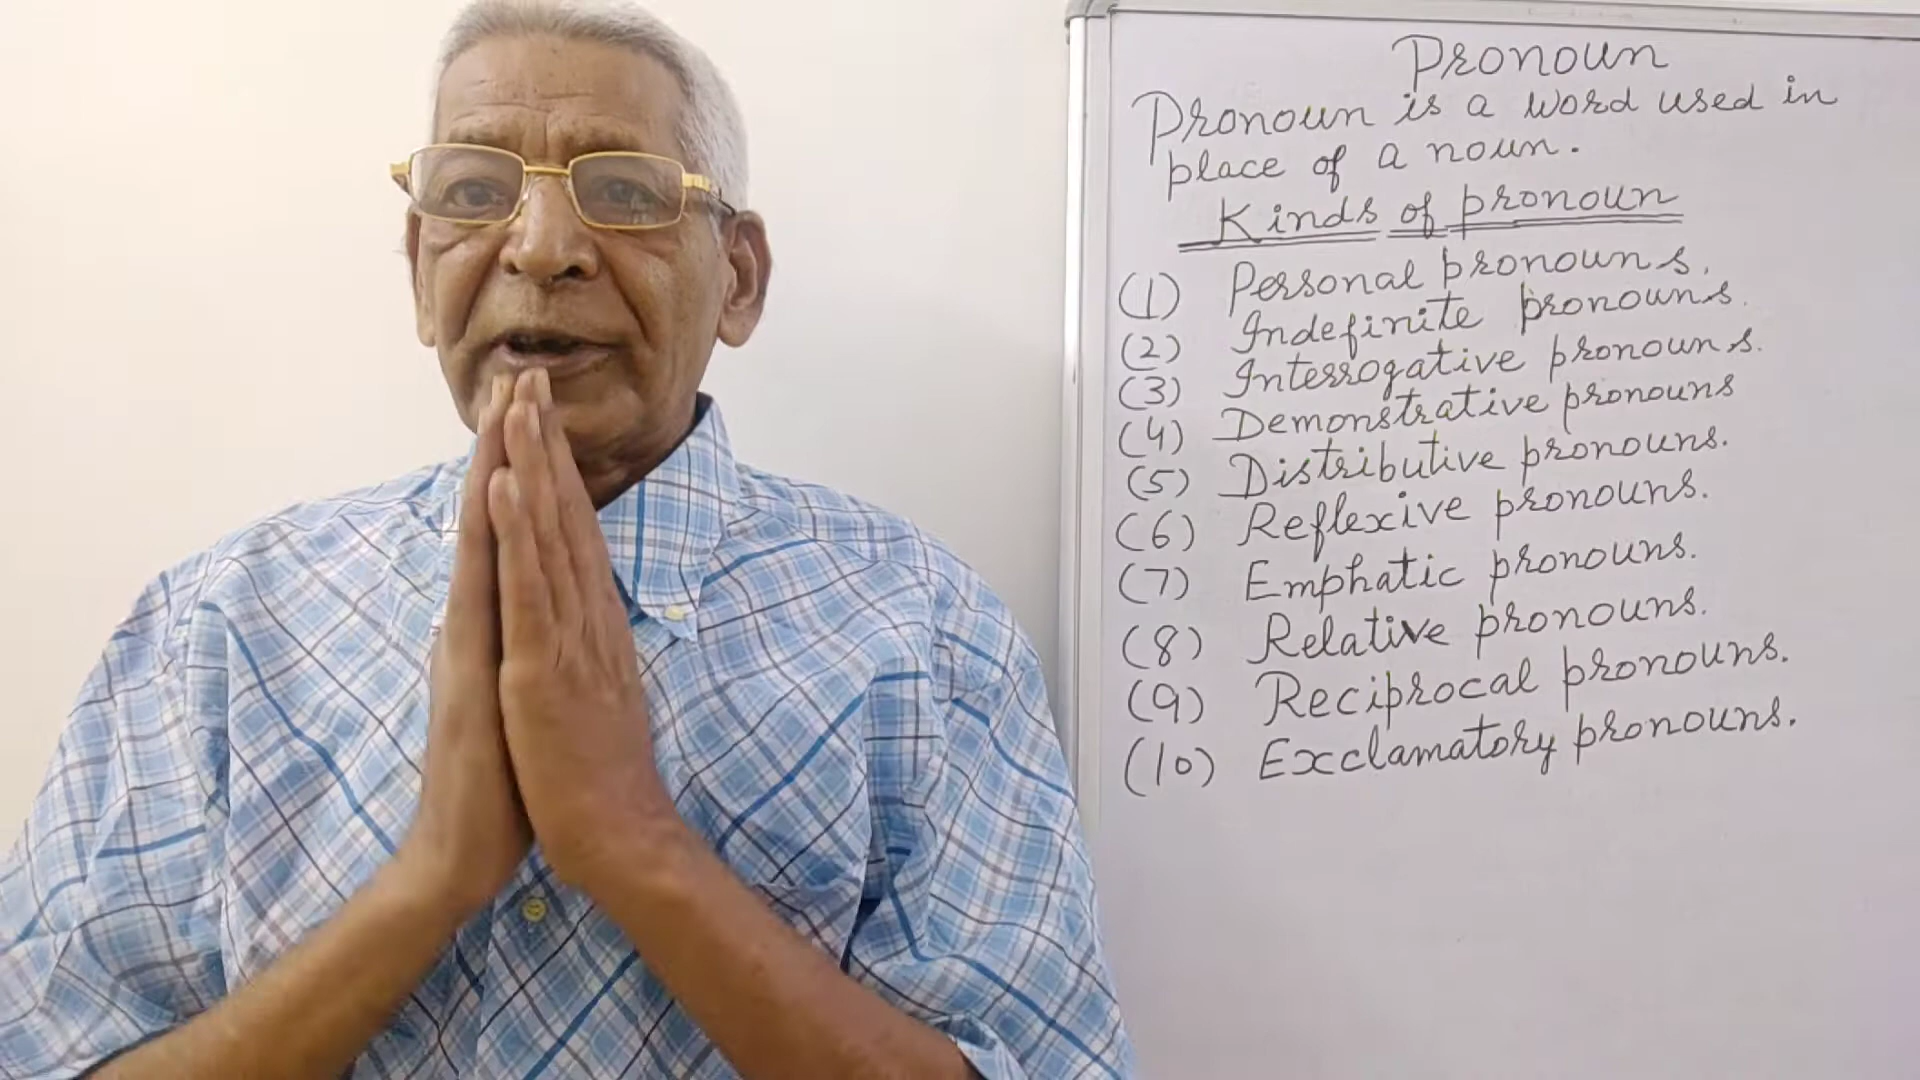 Pronoun
Pronoun is a word used in
place of a noun.
Kinds of pronoun
(1) Personal pronouns.
(2) Indefinite pronouns.
(3) Interrogative pronouns.
(4) Demonstrative pronouns
(5) Distributive pronouns.
(6) Reflexive pronouns.
(7) Emphatic pronouns.
(8) Relative pronouns.
(9) Reciprocal pronouns.
(10) Exclamatory pronouns.